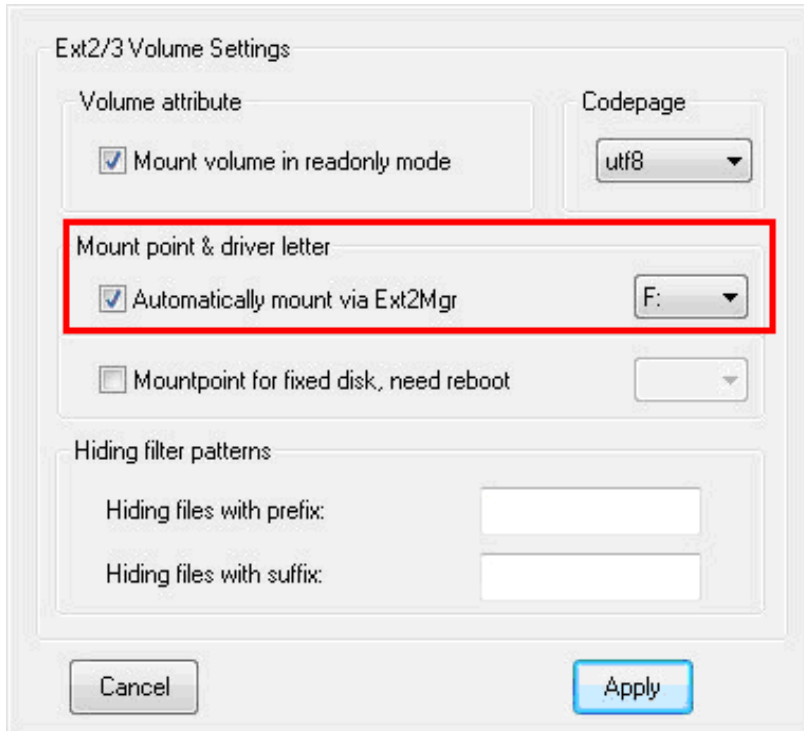 Ext2/3 Volume Settings
Volume attribute
Codepage
Mount volume in readonly mode
utf8
Mount point & driver letter
Automatically mount via Ext2Mgr
F:
Mountpoint for fixed disk, need reboot
Hiding filter patterns
Hiding files with prefix:
Hiding files with suffix:
Cancel
Apply